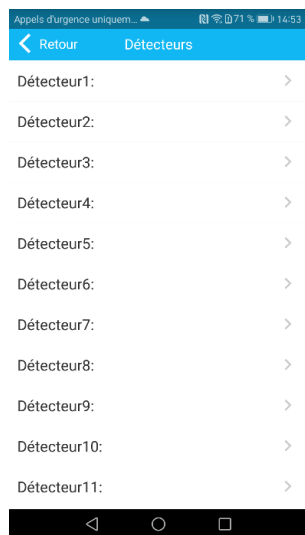 Appels d'urgence uniquem... 71 % 14:53
Retour Détecteurs
Détecteur1:
Détecteur2:
Détecteur3:
Détecteur4:
Détecteur5:
Détecteur6:
Détecteur7:
Détecteur8:
Détecteur9:
Détecteur10:
Détecteur11: